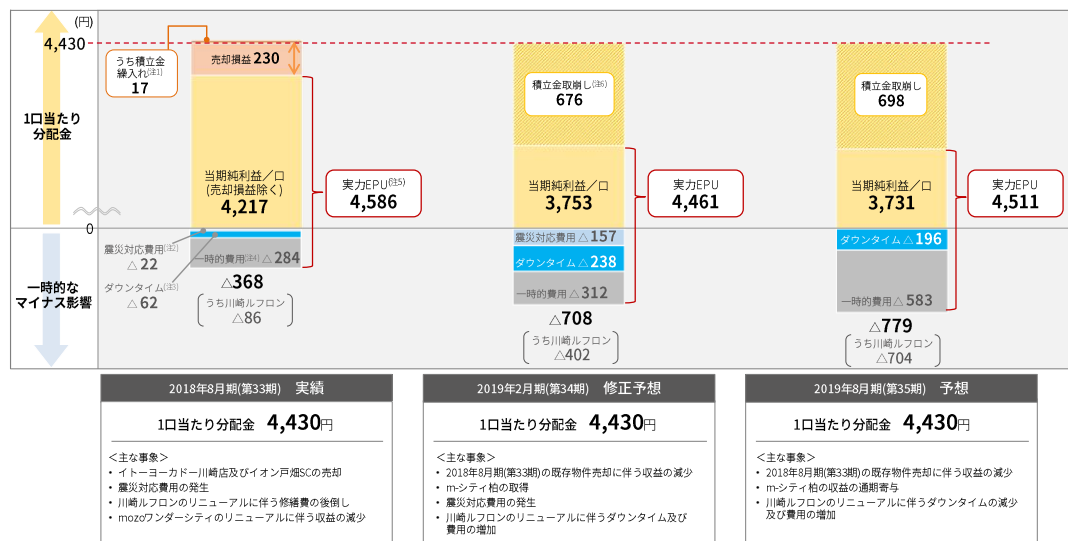 (円)
4,430
1口当たり
分配金
0
一時的な
マイナス影響
うち積立金
繰入れ(注1)
17
売却損益 230
当期純利益／口
(売却損益除く)
4,217
実力EPU(注5)
4,586
震災対応費用(注2)
△ 22
ダウンタイム(注3)
△ 62
一時的費用(注4) △ 284
△368
うち川崎ルフロン
△86
積立金取崩し(注6)
676
当期純利益／口
3,753
実力EPU
4,461
震災対応費用 △ 157
ダウンタイム △ 238
一時的費用 △ 312
△708
うち川崎ルフロン
△402
積立金取崩し
698
当期純利益／口
3,731
実力EPU
4,511
ダウンタイム △ 196
一時的費用 △ 583
△779
うち川崎ルフロン
△704
2018年8月期(第33期) 実績
1口当たり分配金 4,430円
＜主な事象＞
• イトーヨーカドー川崎店及びイオン戸畑SCの売却
• 震災対応費用の発生
• 川崎ルフロンのリニューアルに伴う修繕費の後倒し
• mozoワンダーシティのリニューアルに伴う収益の減少
2019年2月期(第34期) 修正予想
1口当たり分配金 4,430円
＜主な事象＞
• 2018年8月期(第33期)の既存物件売却に伴う収益の減少
• m-シティ柏の取得
• 震災対応費用の発生
• 川崎ルフロンのリニューアルに伴うダウンタイム及び
費用の増加
2019年8月期(第35期) 予想
1口当たり分配金 4,430円
＜主な事象＞
• 2018年8月期(第33期)の既存物件売却に伴う収益の減少
• m-シティ柏の収益の通期寄与
• 川崎ルフロンのリニューアルに伴うダウンタイムの減少
及び費用の増加